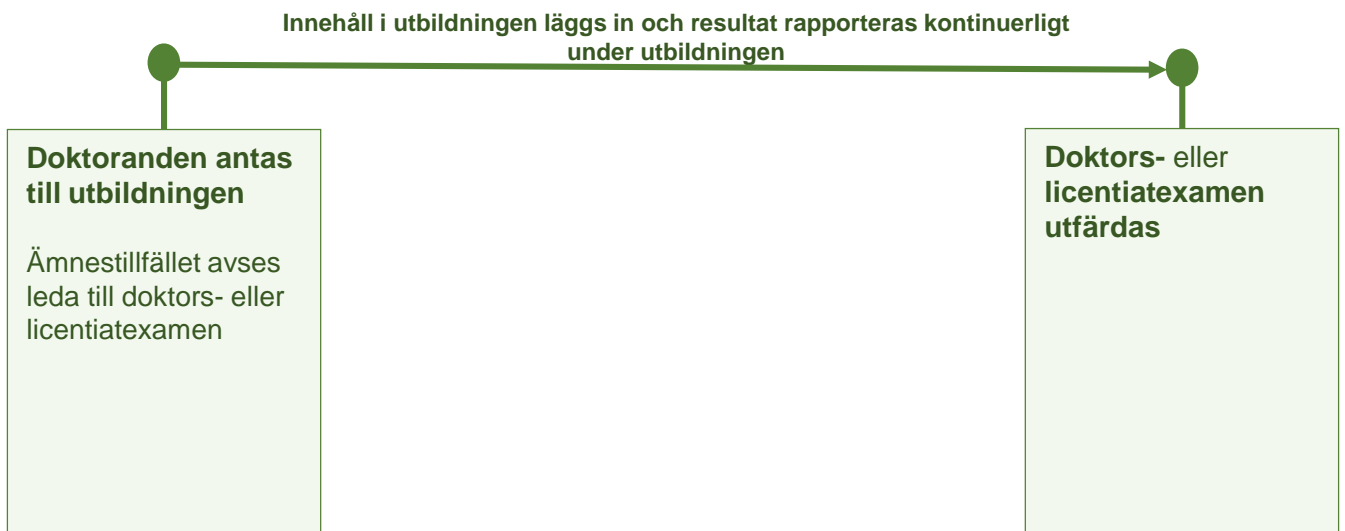 Innehåll i utbildningen läggs in och resultat rapporteras kontinuerligt
under utbildningen
Doktoranden antas
till utbildningen
Ämnestillfället avses
leda till doktors- eller
licentiatexamen
Doktors- eller
licentiatexamen
utfärdas